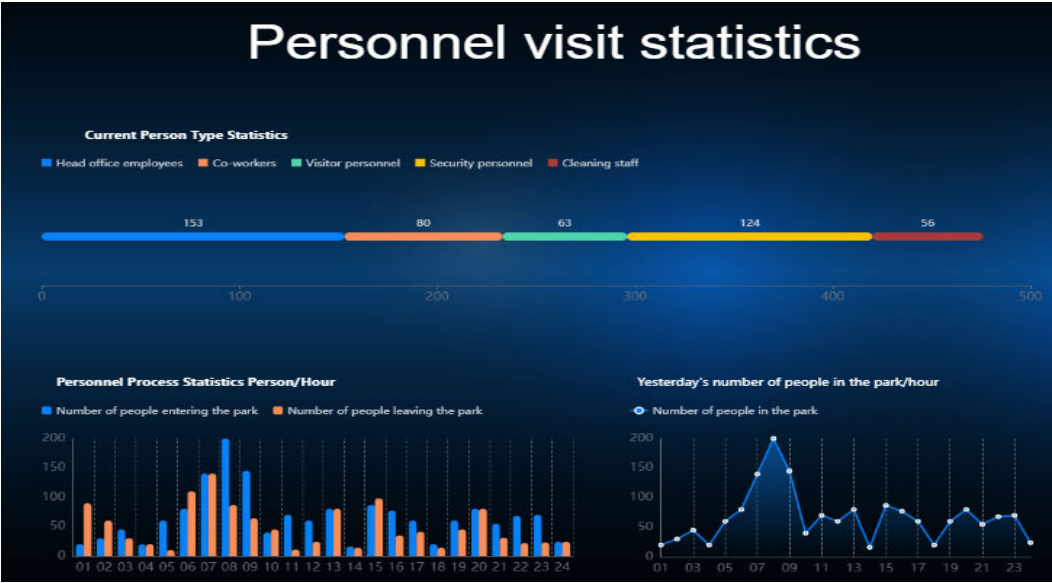 Personnel visit statistics
Current Person Type Statistics
Head office employees Co-workers Visitor personnel Security personnel Cleaning staff
153 80 63 124 56
0 100 200 300 400 500
Personnel Process Statistics Person/Hour
Number of people entering the park Number of people leaving the park
200
150
100
50
0
01 02 03 04 05 06 07 08 09 10 11 12 13 14 15 16 17 18 19 20 21 22 23 24
Yesterday's number of people in the park/hour
Number of people in the park
200
150
100
50
0
01 03 05 07 09 11 13 15 17 19 21 23